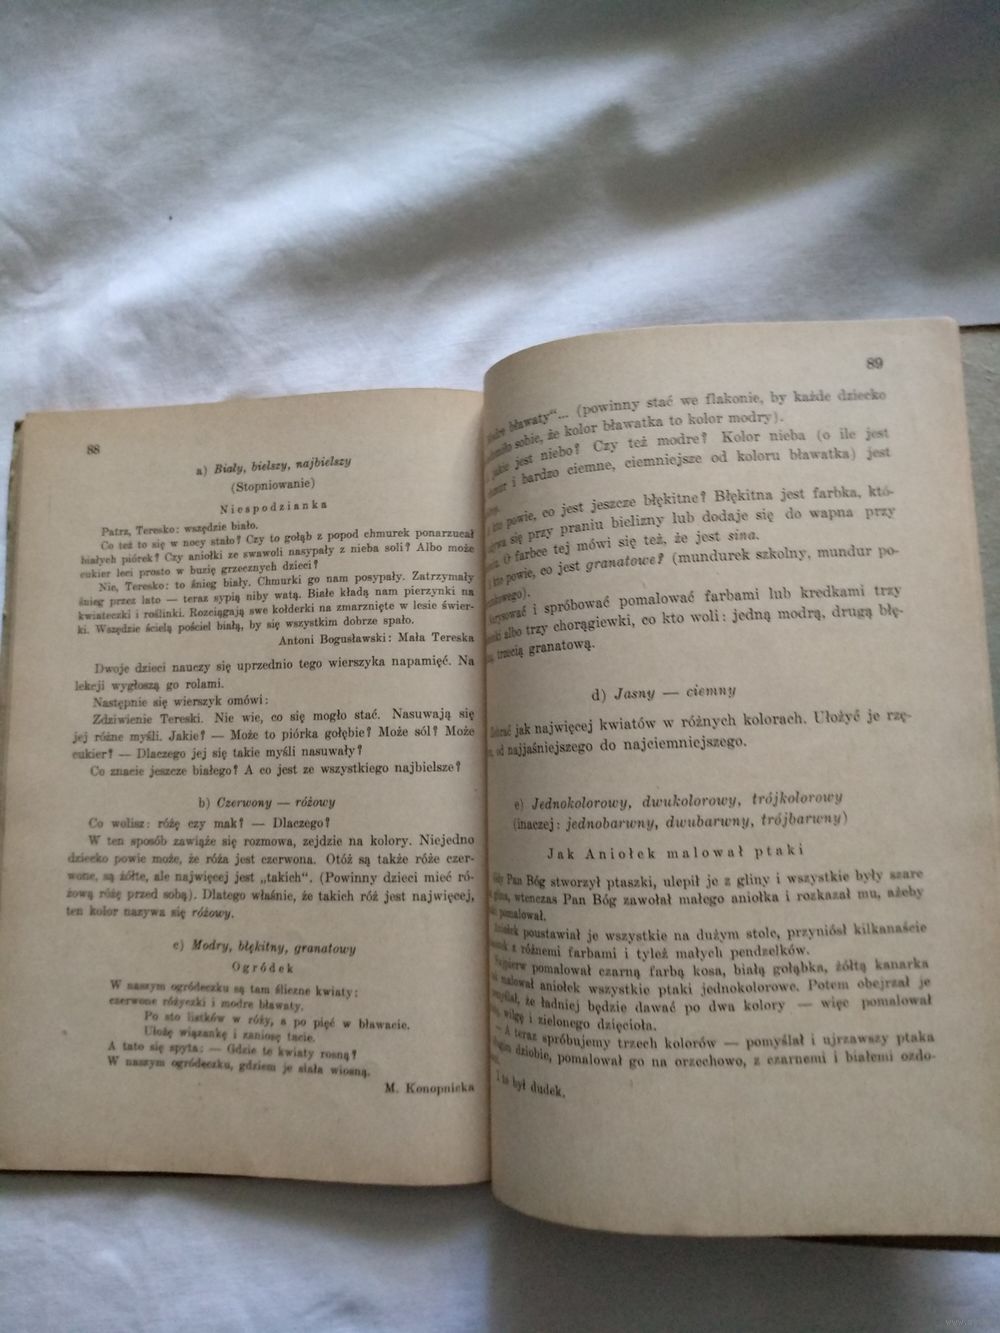 88
a) Biały, bielszy, najbielszy
(Stopniowanie)
Niespodzianka
Patrz, Teresko: wszędzie biało.
Co też to się w nocy stało? Czy to gołąb z popod chmurek ponarzucał
białych piórek? Czy aniołki ze swawoli nasypały z nieba soli? Albo może
cukier leci prosto w buzię grzecznych dzieci?
Nie, Teresko: to śnieg biały. Chmurki go nam posypały. Zatrzymały
śnieg przez lato — teraz sypią niby watą. Białe kładą nam pierzynki na
kwiateczki i roślinki. Rozciągają swe kołderki na zmarznięte w lesie świer-
ki. Wszędzie ścielą pościel białą, by się wszystkim dobrze spało.
Antoni Bogusławski: Mała Tereska
Dwoje dzieci nauczy się uprzednio tego wierszyka napamięć. Na
lekcji wygłoszą go rolami.
Następnie się wierszyk omówi:
Zdziwienie Tereski. Nie wie, co się mogło stać. Nasuwają się
jej różne myśli. Jakie? — Może to piórka gołębie? Może sól? Może
cukier? — Dlaczego jej się takie myśli nasuwały?
Co znacie jeszcze białego? A co jest ze wszystkiego najbielsze?
b) Czerwony — różowy
Co wolisz: różę czy mak? — Dlaczego?
W ten sposób zawiąże się rozmowa, zejdzie na kolory. Niejedno
dziecko powie może, że róża jest czerwona. Otóż są także róże czer-
wone, są żółte, ale najwięcej jest „takich“. (Powinny dzieci mieć ró-
żową różę przed sobą). Dlatego właśnie, że takich róż jest najwięcej,
ten kolor nazywa się różowy.
c) Modry, błękitny, granatowy
Ogródek
W naszym ogródeczku są tam śliczne kwiaty:
czerwone różyczki i modre bławaty.
Po sto listków w róży, a po pięć w bławacie.
Ułożę wiązankę i zaniosę tacie.
A tato się spyta: — Gdzie te kwiaty rosną?
W naszym ogródeczku, gdziem je siała wiosną.
M. Konopnicka
89
bławaty“... (powinny stać we flakonie, by każde dziecko
sobie, że kolor bławatka to kolor modry).
jakie jest niebo? Czy też modre? Kolor nieba (o ile jest
i bardzo ciemne, ciemniejsze od koloru bławatka) jest
kto powie, co jest jeszcze błękitne? Błękitna jest farbka, któ-
się przy praniu bielizny lub dodaje się do wapna przy
O farbce tej mówi się też, że jest sina.
kto powie, co jest granatowe? (mundurek szkolny, mundur po-
i spróbować pomalować farbami lub kredkami trzy
albo trzy chorągiewki, co kto woli: jedną modrą, drugą błę-
trzecią granatową.
d) Jasny — ciemny
jak najwięcej kwiatów w różnych kolorach. Ułożyć je rzę-
od najjaśniejszego do najciemniejszego.
e) Jednokolorowy, dwukolorowy, trójkolorowy
(inaczej: jednobarwny, dwubarwny, trójbarwny)
Jak Aniołek malował ptaki
Pan Bóg stworzył ptaszki, ulepił je z gliny i wszystkie były szare
wtenczas Pan Bóg zawołał małego aniołka i rozkazał mu, ażeby
pomalował.
Aniołek poustawiał je wszystkie na dużym stole, przyniósł kilkanaście
z różnemi farbami i tyleż małych pendzelków.
Najpierw pomalował czarną farbą kosa, białą gołąbka, żółtą kanarka
malował aniołek wszystkie ptaki jednokolorowe. Potem obejrzał je
że ładniej będzie dawać po dwa kolory — więc pomalował
wilgę i zielonego dzięcioła.
— A teraz spróbujemy trzech kolorów — pomyślał i ujrzawszy ptaka
dziobie, pomalował go na orzechowo, z czarnemi i białemi ozdo-
I to był dudek.